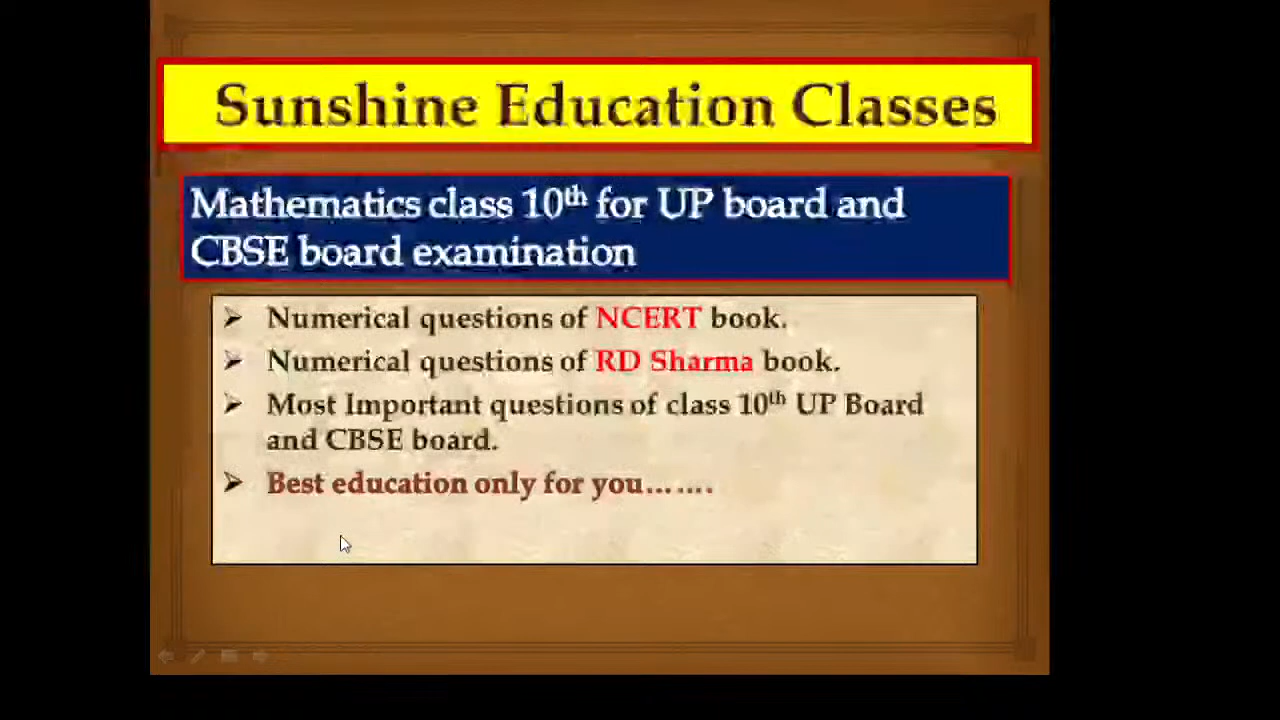 Sunshine Education Classes
Mathematics class 10th for UP board and
CBSE board examination
➢ Numerical questions of NCERT book.
➢ Numerical questions of RD Sharma book.
➢ Most Important questions of class 10th UP Board
and CBSE board.
➢ Best education only for you…….